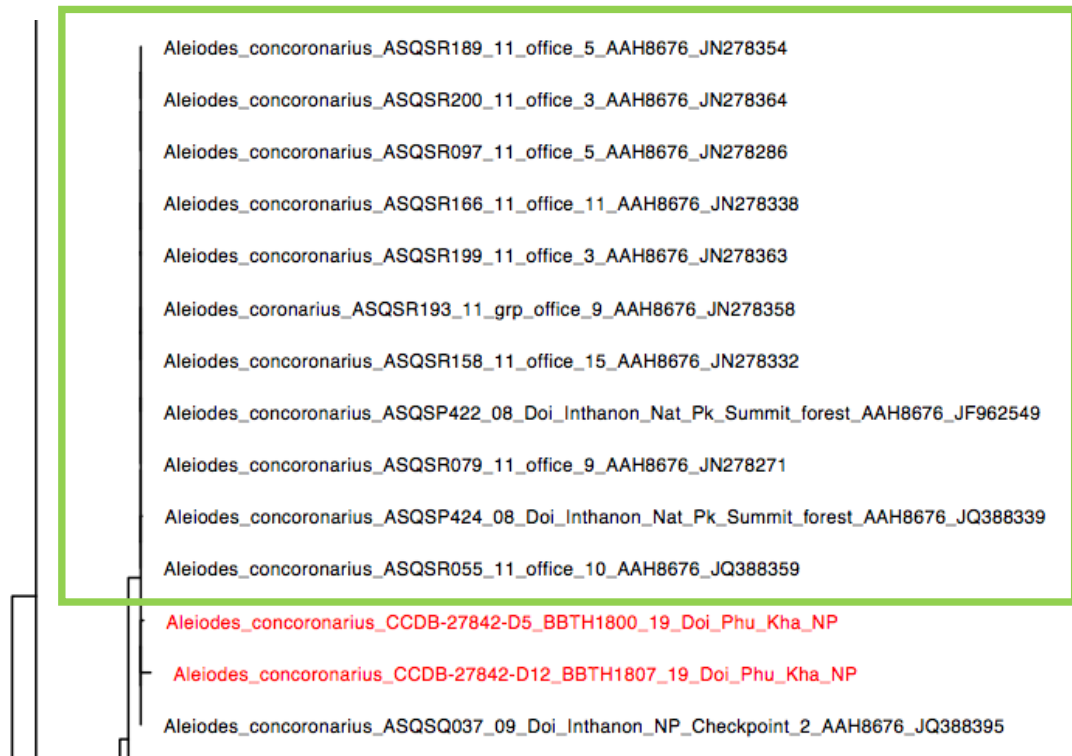 Aleiodes_concoronarius_ASQSR189_11_office_5_AAH8676_JN278354
Aleiodes_concoronarius_ASQSR200_11_office_3_AAH8676_JN278364
Aleiodes_concoronarius_ASQSR097_11_office_5_AAH8676_JN278286
Aleiodes_concoronarius_ASQSR166_11_office_11_AAH8676_JN278338
Aleiodes_concoronarius_ASQSR199_11_office_3_AAH8676_JN278363
Aleiodes_coronarius_ASQSR193_11_grp_office_9_AAH8676_JN278358
Aleiodes_concoronarius_ASQSR158_11_office_15_AAH8676_JN278332
Aleiodes_concoronarius_ASQSP422_08_Doi_Inthanon_Nat_Pk_Summit_forest_AAH8676_JF962549
Aleiodes_concoronarius_ASQSR079_11_office_9_AAH8676_JN278271
Aleiodes_concoronarius_ASQSP424_08_Doi_Inthanon_Nat_Pk_Summit_forest_AAH8676_JQ388339
Aleiodes_concoronarius_ASQSR055_11_office_10_AAH8676_JQ388359
Aleiodes_concoronarius_CCDB-27842-D5_BBTH1800_19_Doi_Phu_Kha_NP
Aleiodes_concoronarius_CCDB-27842-D12_BBTH1807_19_Doi_Phu_Kha_NP
Aleiodes_concoronarius_ASQSQ037_09_Doi_Inthanon_NP_Checkpoint_2_AAH8676_JQ388395